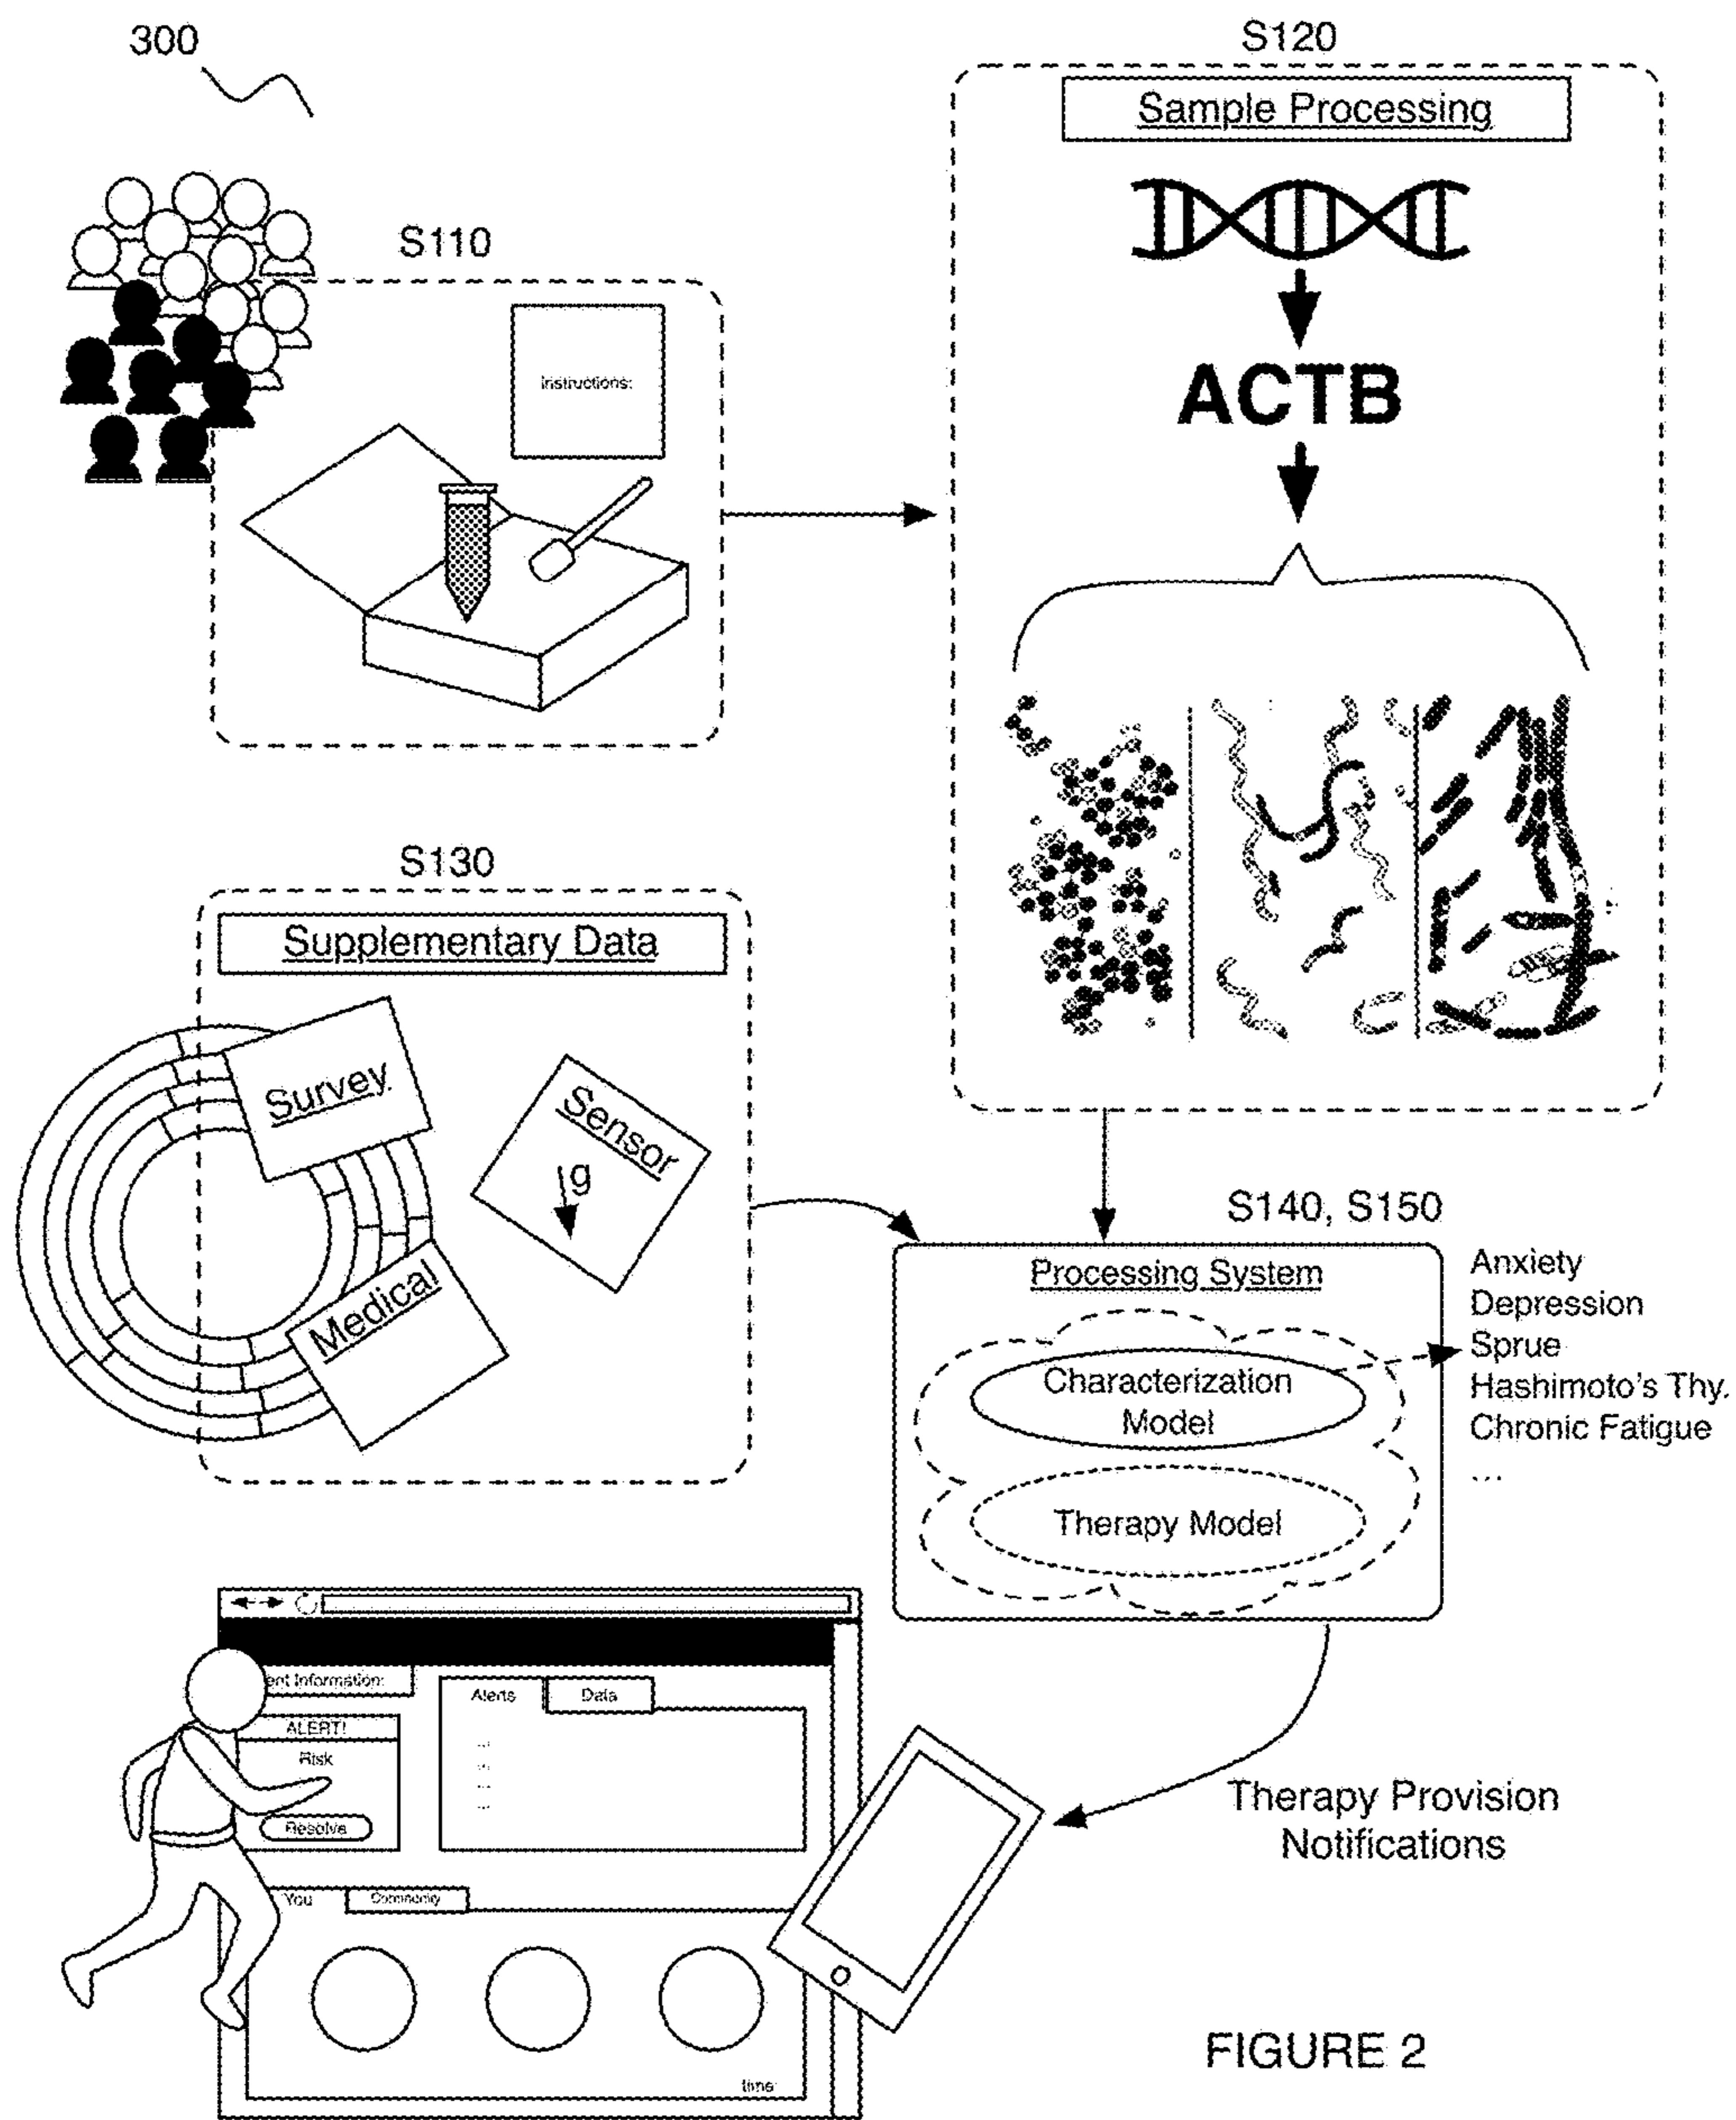 300
S120
Sample Processing
S110
Instructions:
ACTB
S130
Supplementary Data
Survey
Sensor
g
Medical
S140, S150
Processing System
Characterization
Model
Therapy Model
Anxiety
Depression
Sprue
Hashimoto's Thy.
Chronic Fatigue
...
ent Information:
Alerts
Data
ALERT!
Risk
Resolve
...
...
...
...
You
Community
time
Therapy Provision
Notifications
FIGURE 2